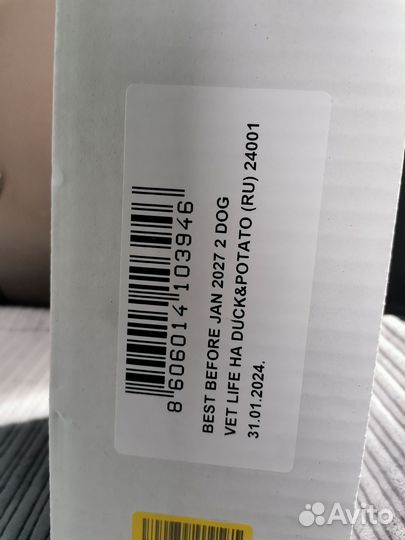 8 606014 103946
BEST BEFORE JAN 2027 2 DOG
VET LIFE HA DUCK&POTATO (RU) 24001
31.01.2024.
Avito